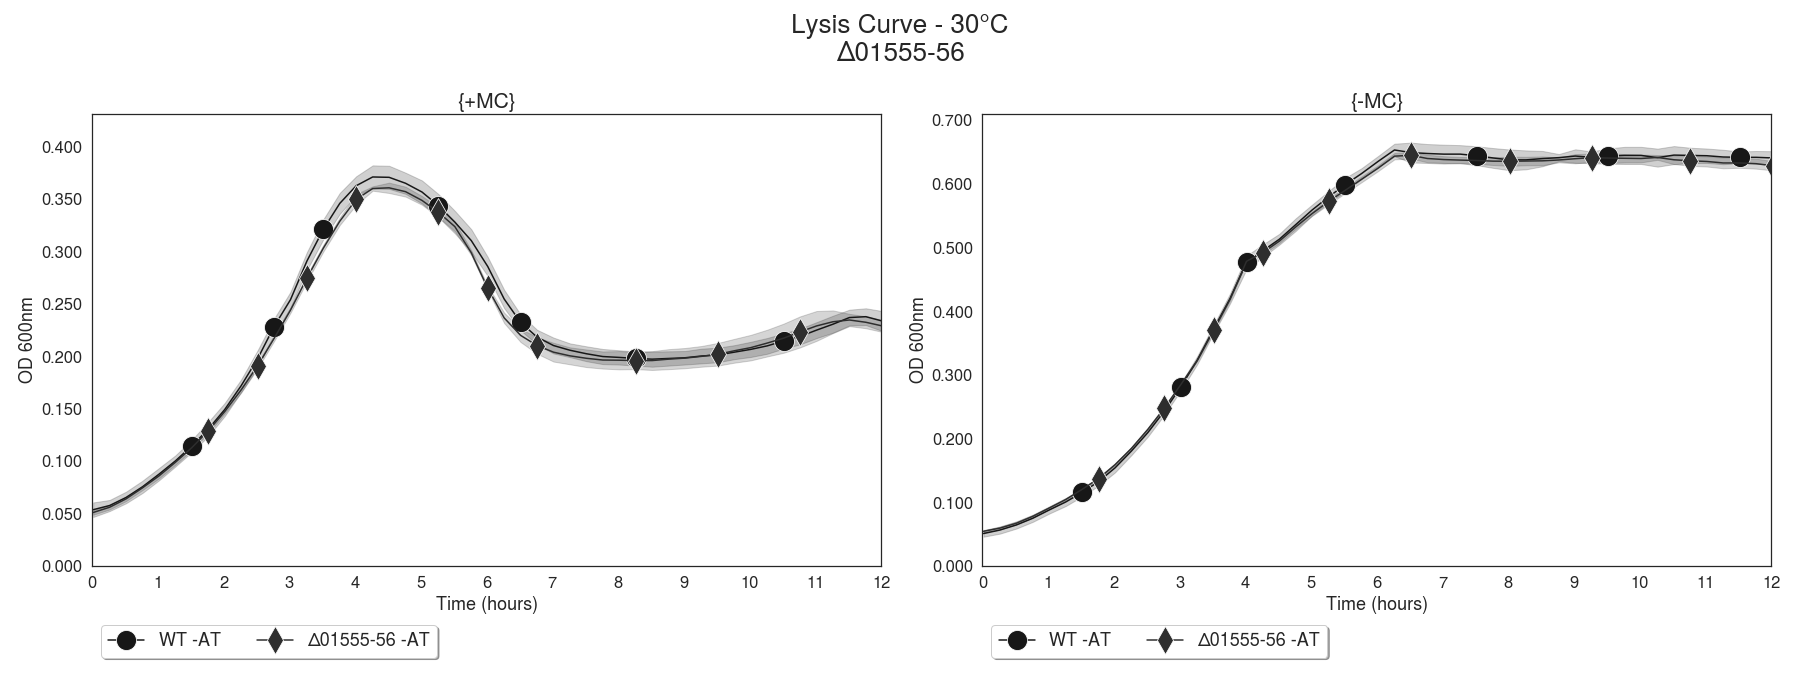 Lysis Curve - 30°C
Δ01555-56
{+MC}
OD 600nm
0.400
0.350
0.300
0.250
0.200
0.150
0.100
0.050
0.000
0 1 2 3 4 5 6 7 8 9 10 11 12
Time (hours)
WT -AT Δ01555-56 -AT
{-MC}
OD 600nm
0.700
0.600
0.500
0.400
0.300
0.200
0.100
0.000
0 1 2 3 4 5 6 7 8 9 10 11 12
Time (hours)
WT -AT Δ01555-56 -AT